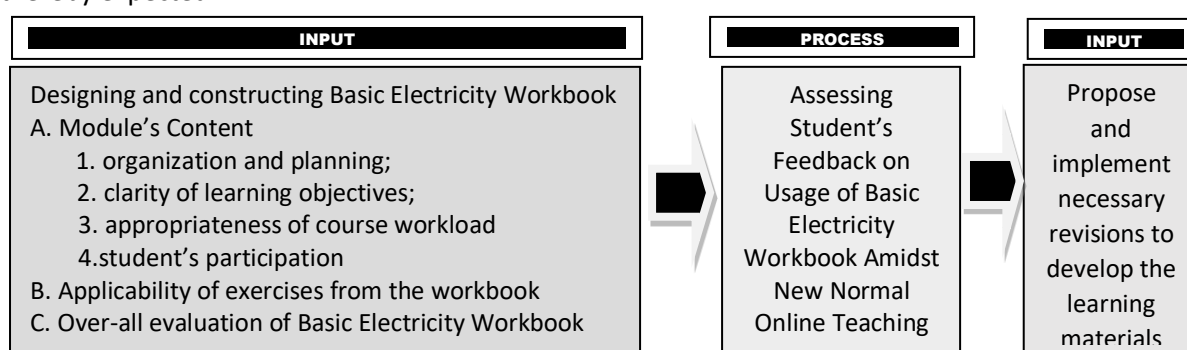 INPUT
Designing and constructing Basic Electricity Workbook
A. Module's Content
1. organization and planning;
2. clarity of learning objectives;
3. appropriateness of course workload
4.student's participation
B. Applicability of exercises from the workbook
C. Over-all evaluation of Basic Electricity Workbook
PROCESS
Assessing
Student's
Feedback on
Usage of Basic
Electricity
Workbook Amidst
New Normal
Online Teaching
INPUT
Propose
and
implement
necessary
revisions to
develop the
learning
materials